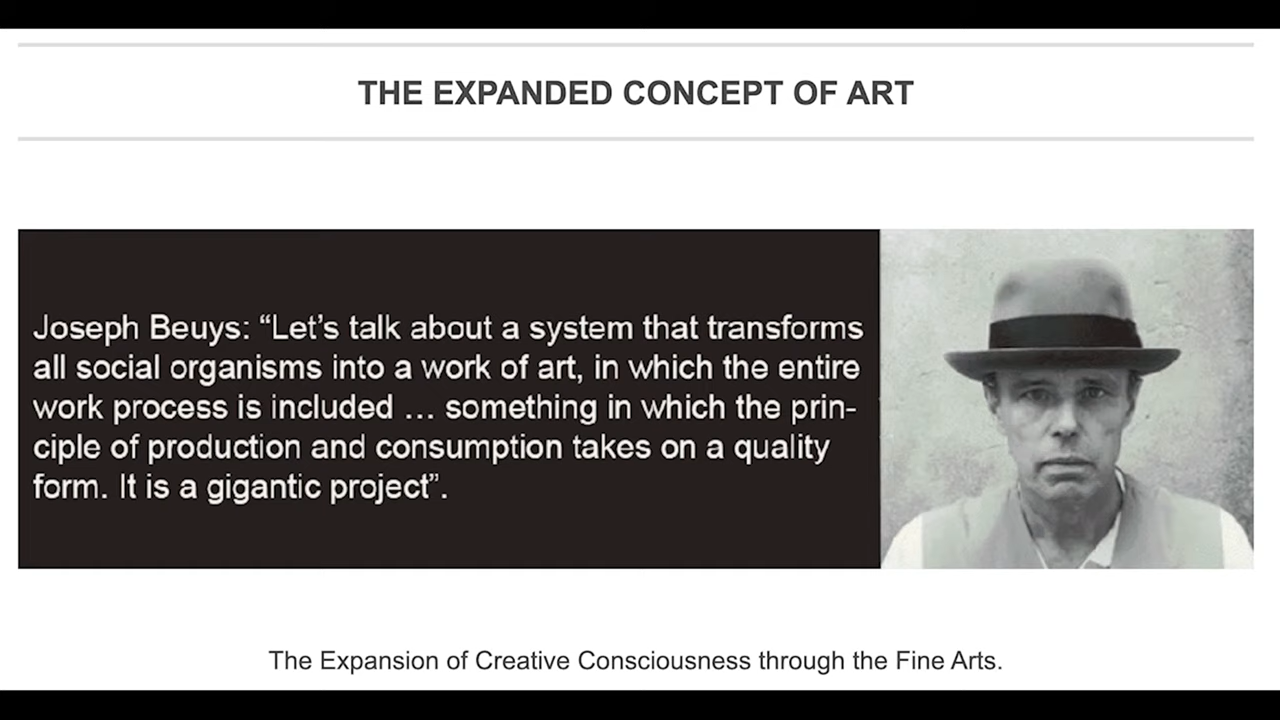 THE EXPANDED CONCEPT OF ART
Joseph Beuys: “Let’s talk about a system that transforms
all social organisms into a work of art, in which the entire
work process is included ... something in which the prin-
ciple of production and consumption takes on a quality
form. It is a gigantic project”.
The Expansion of Creative Consciousness through the Fine Arts.